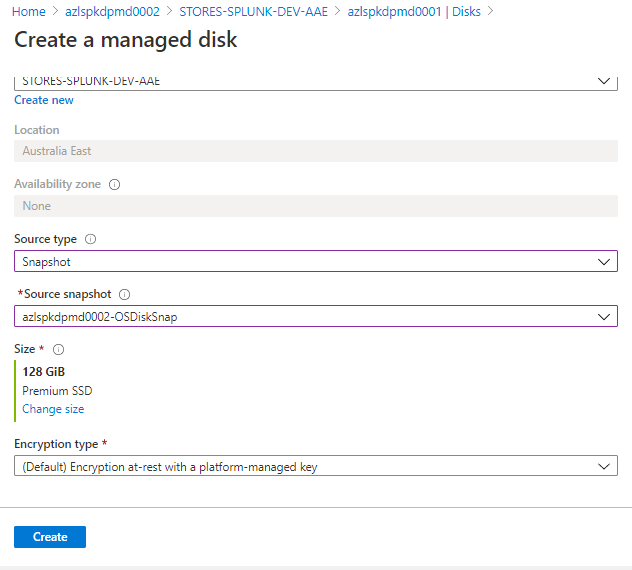 Home > azlspkdpmd0002 > STORES-SPLUNK-DEV-AAE > azlspkdpmd0001 | Disks >
Create a managed disk
STORES-SPLUNK-DEV-AAE
Create new
Location
Australia East
Availability zone
None
Source type
Snapshot
*Source snapshot
azlspkdpmd0002-OSDiskSnap
Size *
128 GiB
Premium SSD
Change size
Encryption type *
(Default) Encryption at-rest with a platform-managed key
Create